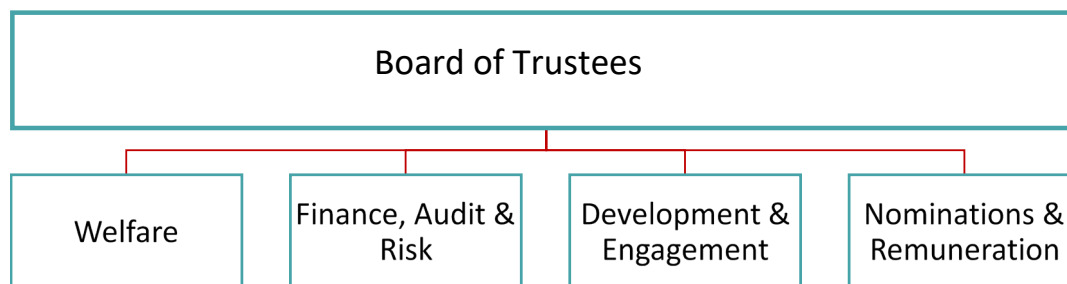 Board of Trustees
Welfare
Finance, Audit &
Risk
Development &
Engagement
Nominations &
Remuneration